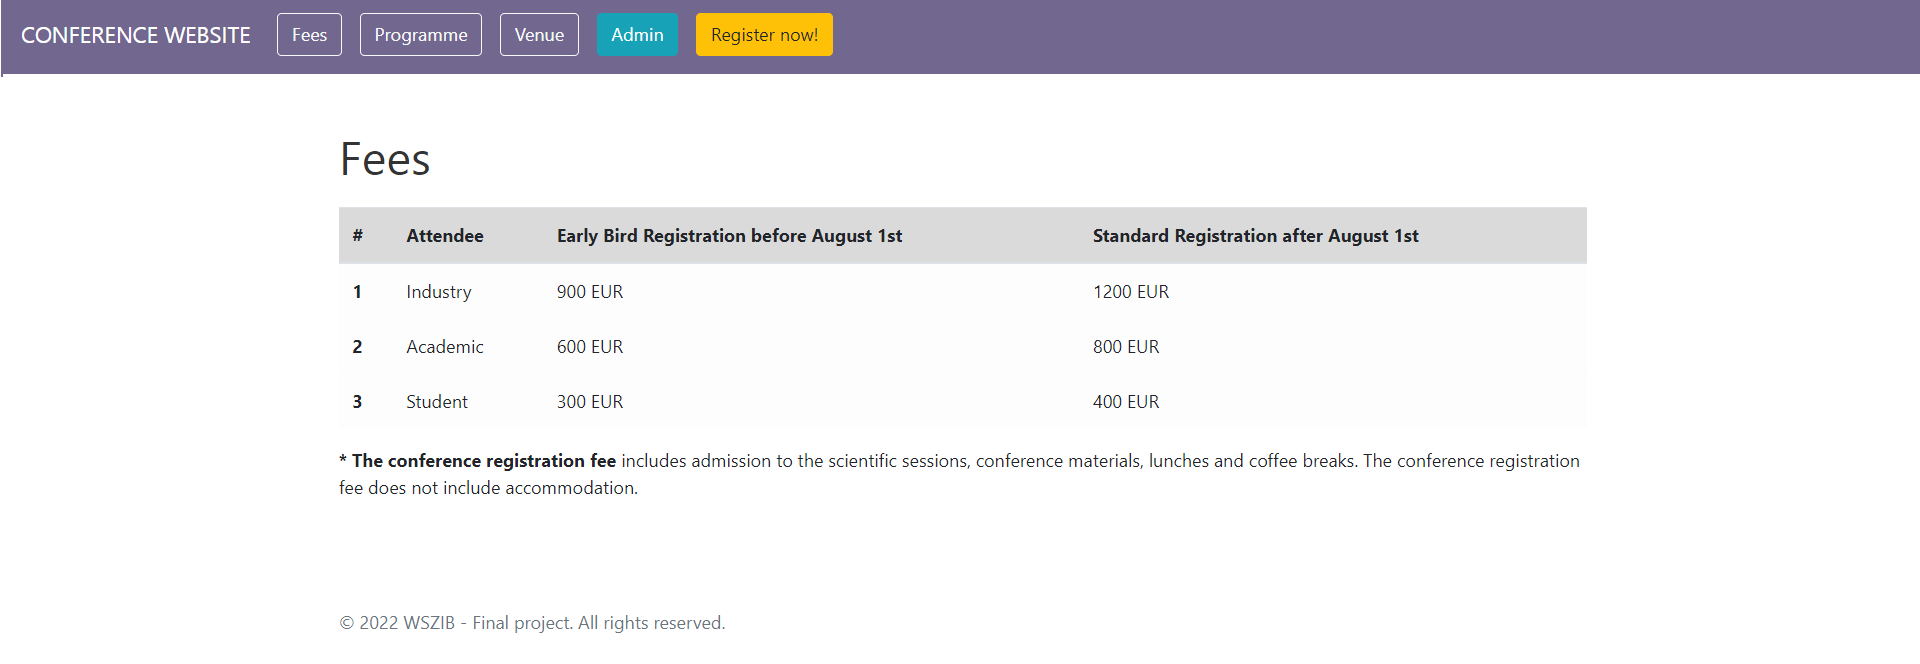 CONFERENCE WEBSITE Fees Programme Venue Admin Register now!
Fees
# Attendee Early Bird Registration before August 1st Standard Registration after August 1st
1 Industry 900 EUR 1200 EUR
2 Academic 600 EUR 800 EUR
3 Student 300 EUR 400 EUR
* The conference registration fee includes admission to the scientific sessions, conference materials, lunches and coffee breaks. The conference registration
fee does not include accommodation.
© 2022 WSZIB - Final project. All rights reserved.